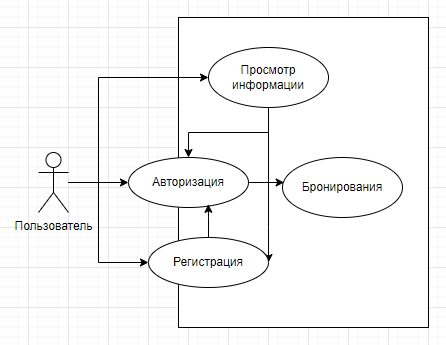 Просмотр
информации
Авторизация
Бронирования
Пользователь
Регистрация